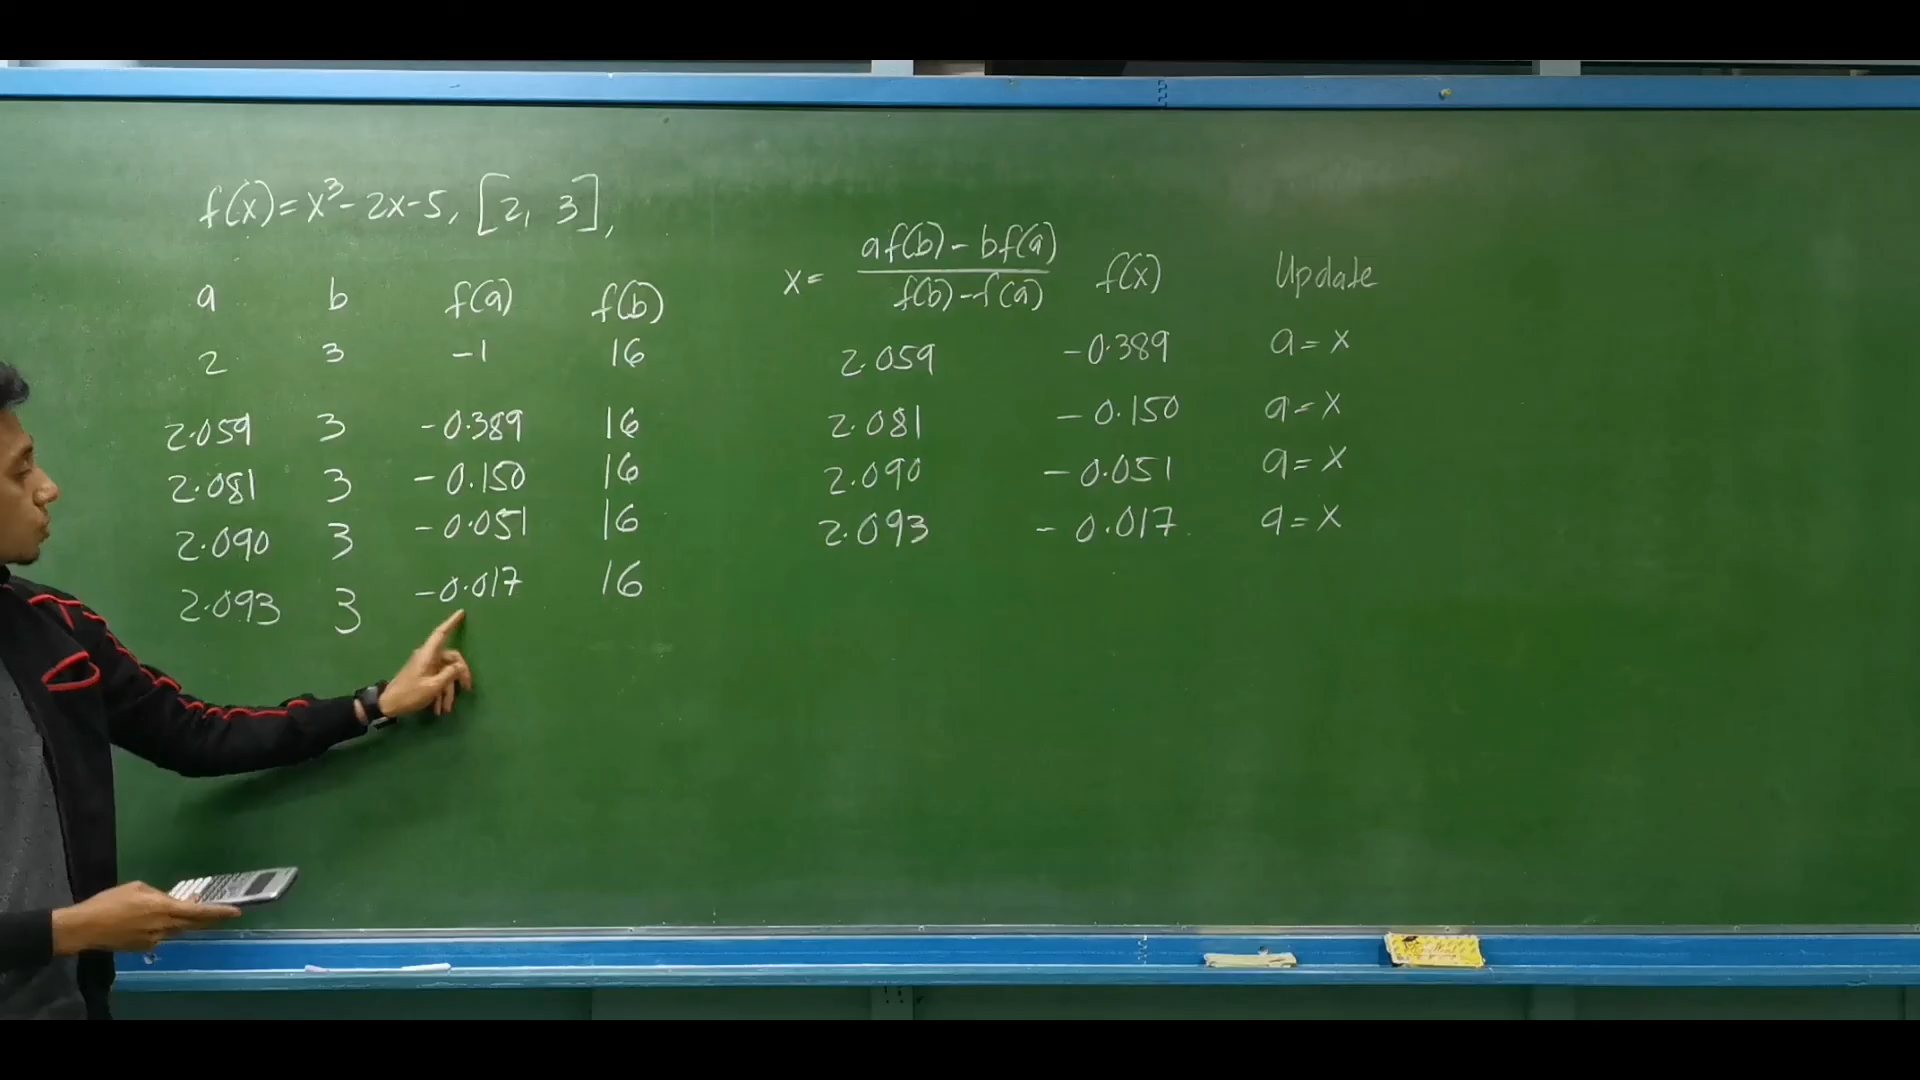 f(x) = x³ - 2x - 5, [2, 3],
a b f(a) f(b) x = af(b) - bf(a) / f(b) - f(a) f(x) Update
2 3 -1 16 2.059 -0.389 a = x
2.059 3 -0.389 16 2.081 -0.150 a = x
2.081 3 -0.150 16 2.090 -0.051 a = x
2.090 3 -0.051 16 2.093 -0.017 a = x
2.093 3 -0.017 16